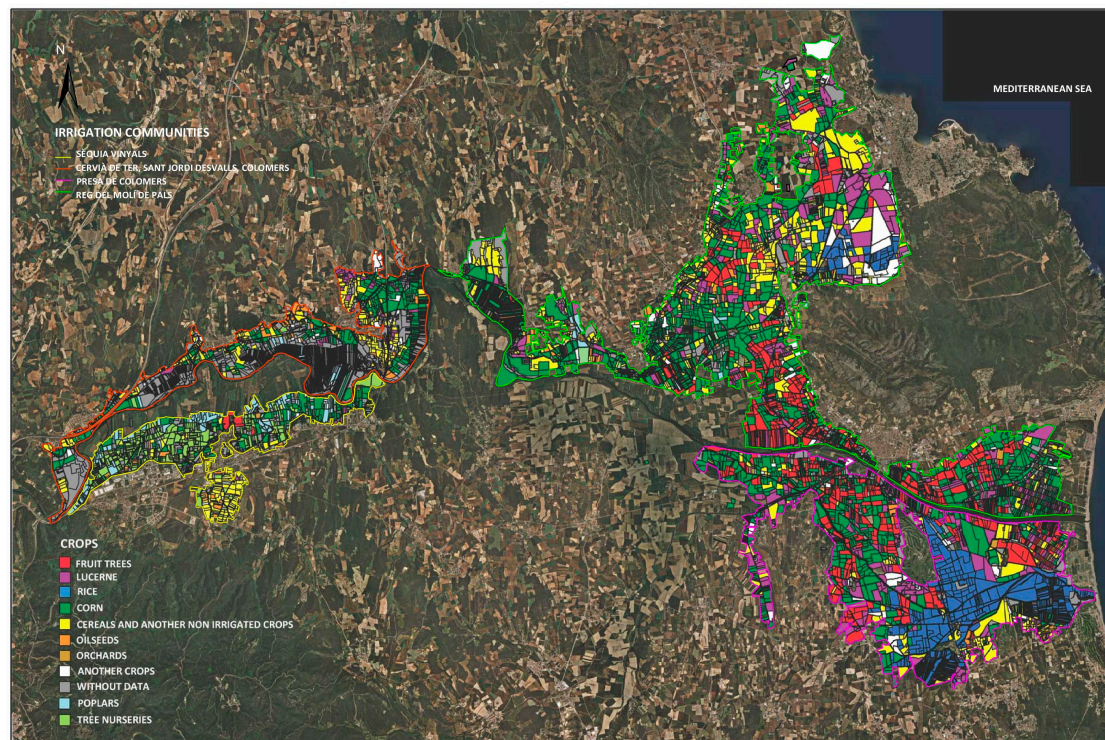 N
MEDITERRANEAN SEA
IRRIGATION COMMUNITIES
SÈQUIA VINYALS
CERVIÀ DE TER, SANT JORDI DESVALLS, COLOMERS
PRESA DE COLOMERS
REG DEL MOLÍ DE PALS
CROPS
FRUIT TREES
LUCERNE
RICE
CORN
CEREALS AND ANOTHER NON IRRIGATED CROPS
OILSEEDS
ORCHARDS
ANOTHER CROPS
WITHOUT DATA
POPLARS
TREE NURSERIES